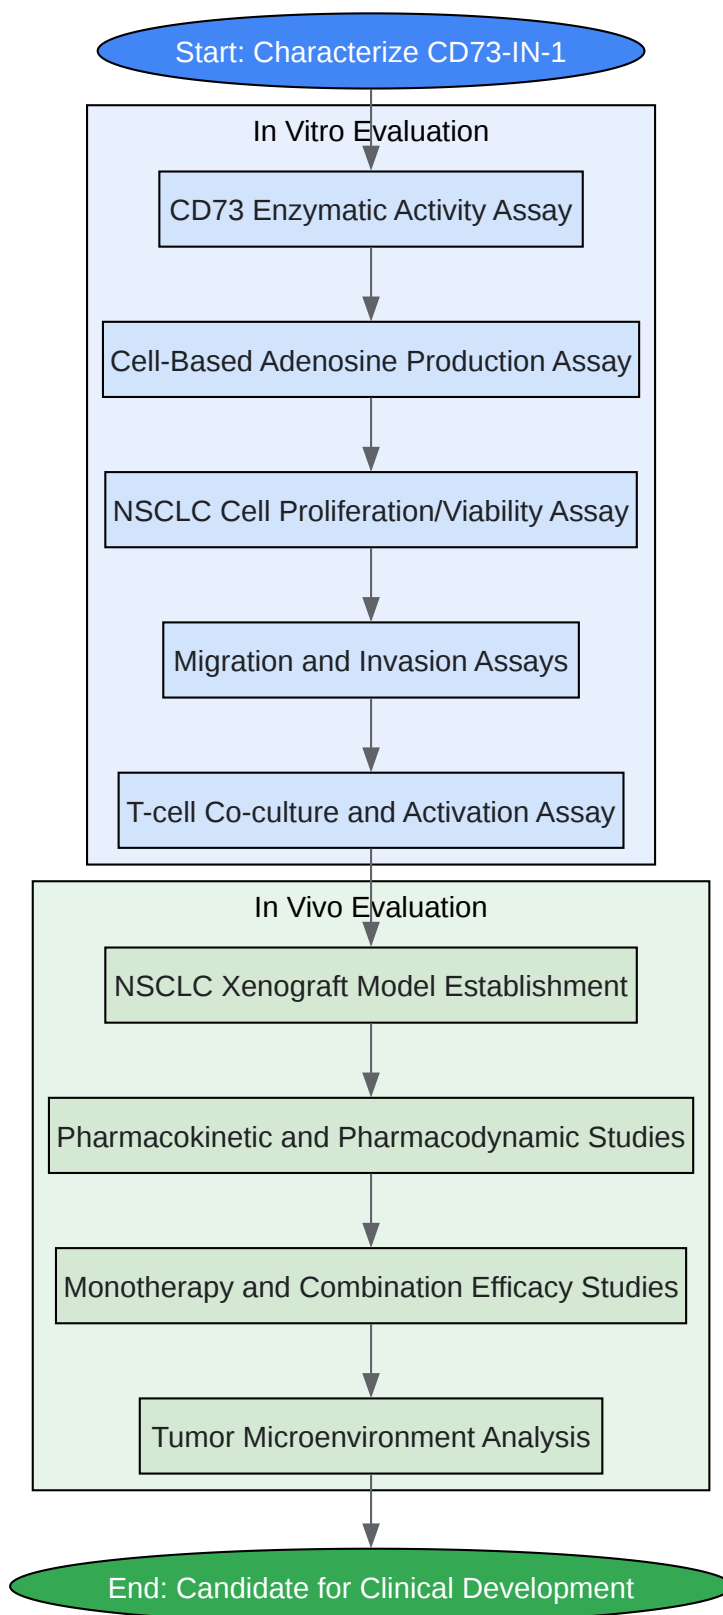 Start: Characterize CD73-IN-1
In Vitro Evaluation
CD73 Enzymatic Activity Assay
Cell-Based Adenosine Production Assay
NSCLC Cell Proliferation/Viability Assay
Migration and Invasion Assays
T-cell Co-culture and Activation Assay
In Vivo Evaluation
NSCLC Xenograft Model Establishment
Pharmacokinetic and Pharmacodynamic Studies
Monotherapy and Combination Efficacy Studies
Tumor Microenvironment Analysis
End: Candidate for Clinical Development